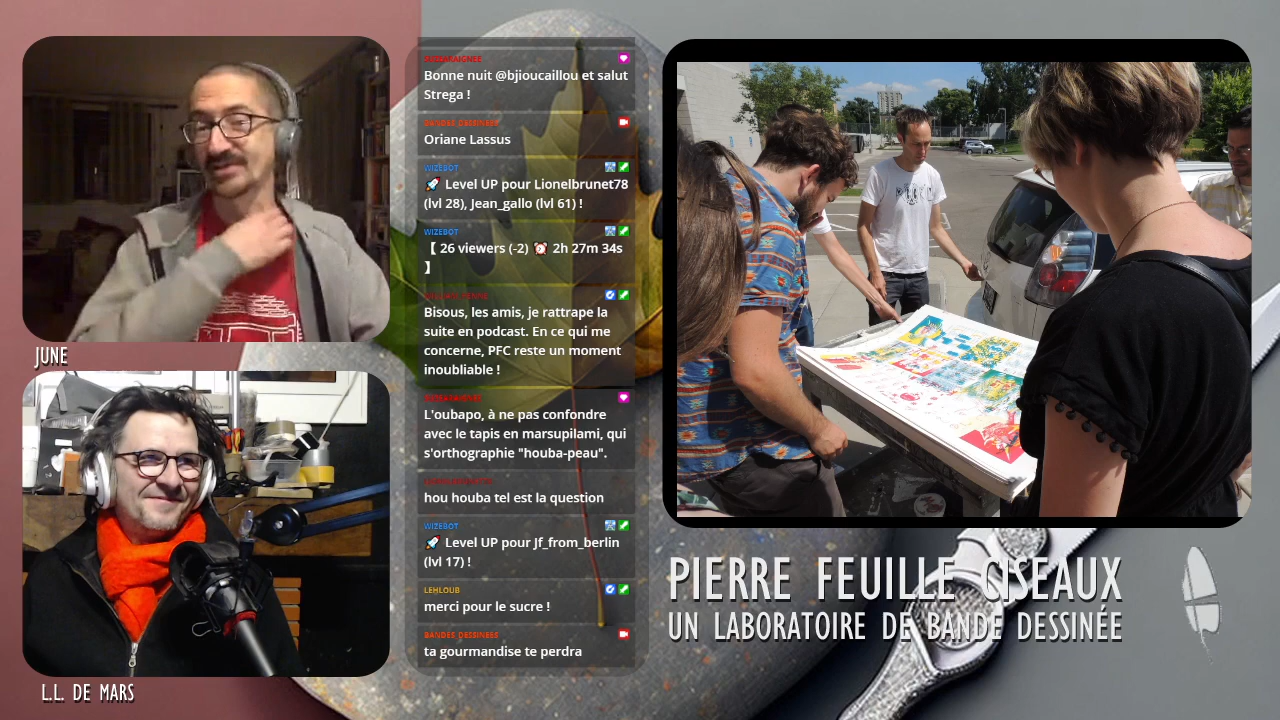 JUNE
L.L. DE MARS
Bonne nuit @bjioucaillou et salut
Strega !
BANDES DESSINEES
Oriane Lassus
WIZEBOT
🚀 Level UP pour Lionelbrunet78
(lvl 28), Jean_gallo (lvl 61) !
WIZEBOT
【 26 viewers (-2) ⏰ 2h 27m 34s
】
Bisous, les amis, je rattrape la
suite en podcast. En ce qui me
concerne, PFC reste un moment
inoubliable !
L'oubapo, à ne pas confondre
avec le tapis en marsupilami, qui
s'orthographie "houba-peau".
hou houba tel est la question
WIZEBOT
🚀 Level UP pour Jf_from_berlin
(lvl 17) !
LEHLOUB
merci pour le sucre !
BANDES DESSINEES
ta gourmandise te perdra
PIERRE FEUILLE CISEAUX
UN LABORATOIRE DE BANDE DESSINÉE